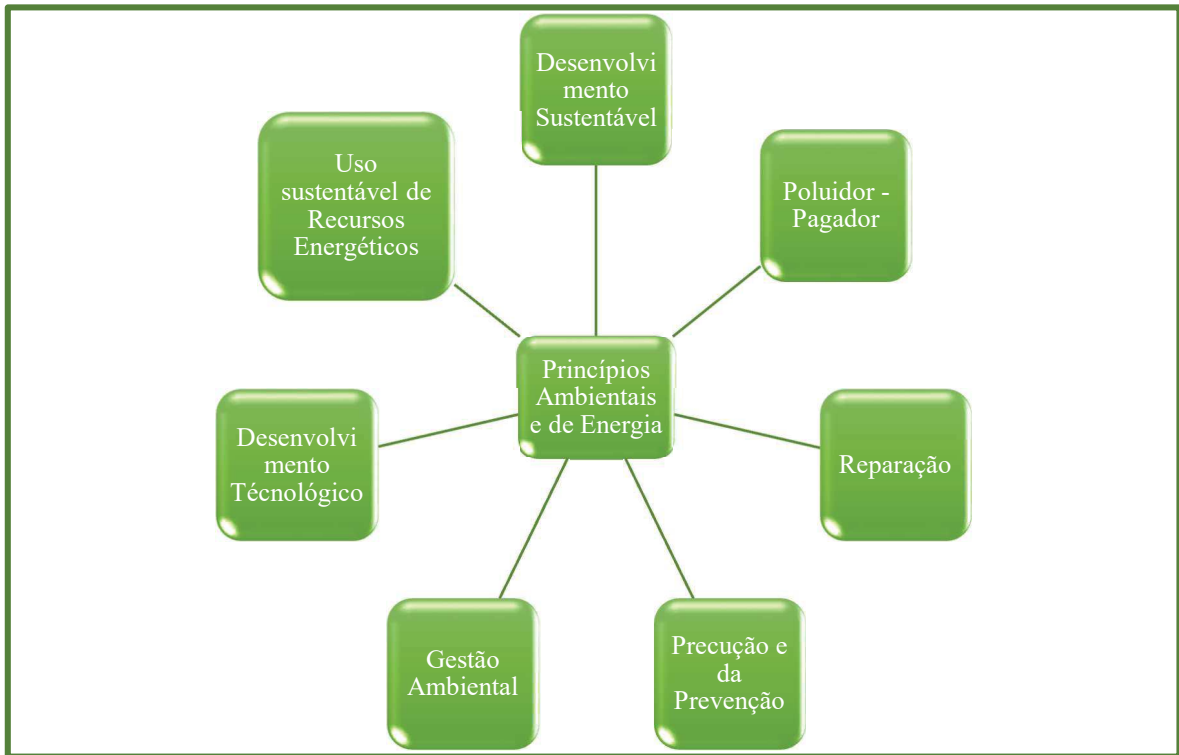 Desenvolvi
mento
Sustentável
Uso
sustentável de
Recursos
Energéticos
Poluidor -
Pagador
Princípios
Ambientais
e de Energia
Desenvolvi
mento
Técnológico
Reparação
Gestão
Ambiental
Precução e
da
Prevenção